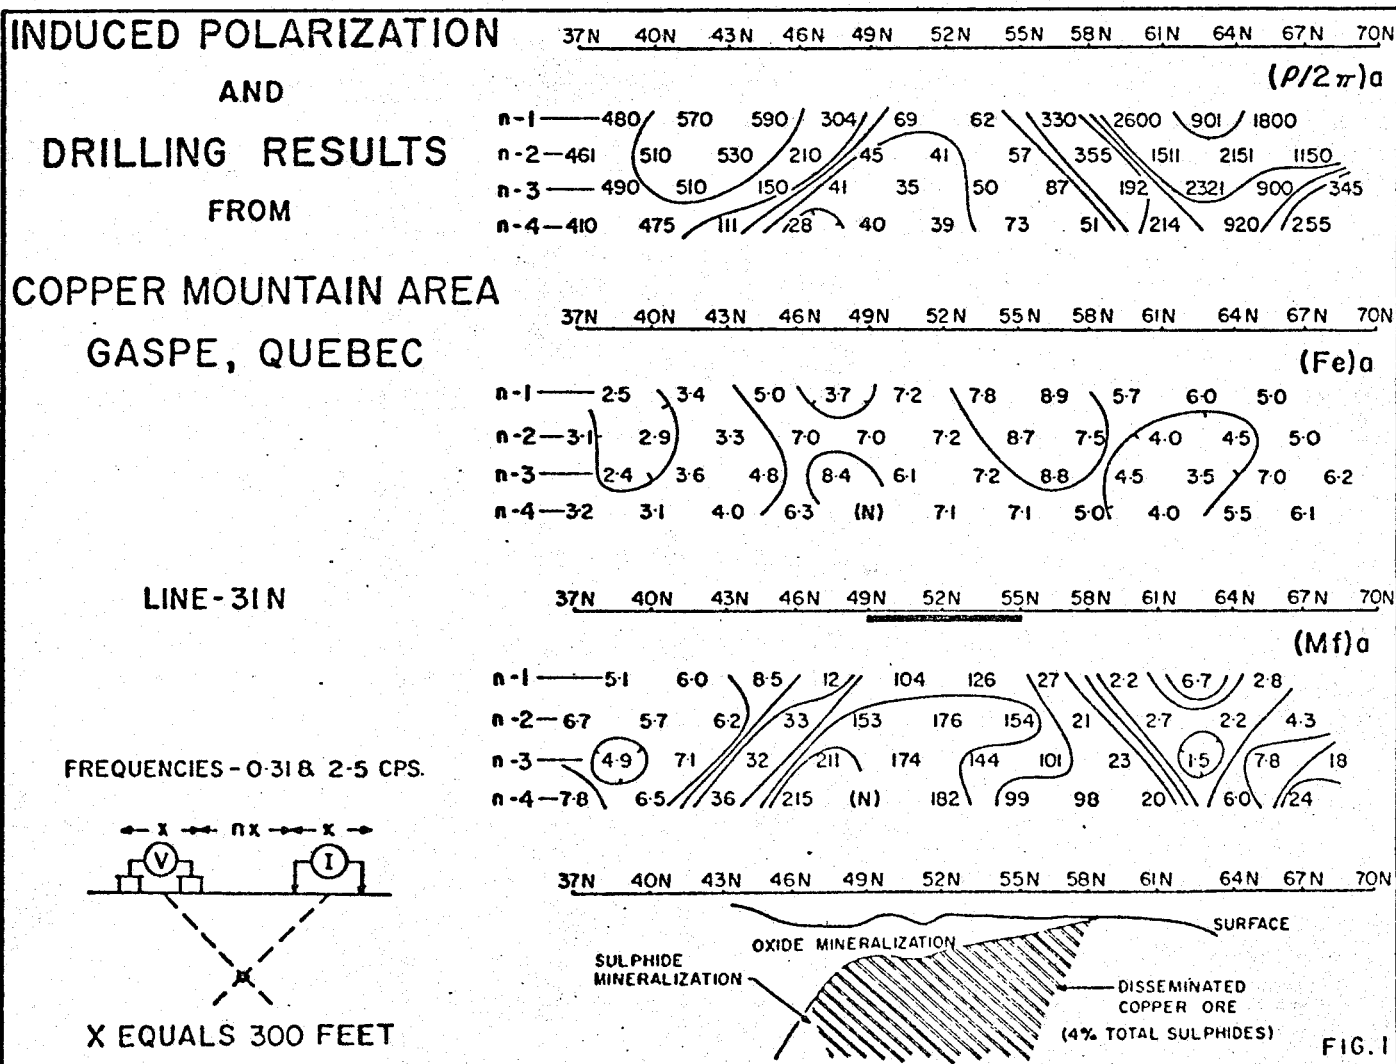 INDUCED POLARIZATION
AND
DRILLING RESULTS
FROM
COPPER MOUNTAIN AREA
GASPE, QUEBEC
LINE-31N
FREQUENCIES-0·31 & 2·5 CPS.
x nx x
V I
X EQUALS 300 FEET
37N 40N 43N 46N 49N 52N 55N 58N 61N 64N 67N 70N
(P/2π)a
n-1 480 570 590 304 69 62 330 2600 901 1800
n-2 461 510 530 210 45 41 57 355 1511 2151 1150
n-3 490 510 150 41 35 50 87 192 2321 900 345
n-4 410 475 111 28 40 39 73 51 214 920 255
37N 40N 43N 46N 49N 52N 55N 58N 61N 64N 67N 70N
(Fe)a
n-1 2·5 3·4 5·0 3·7 7·2 7·8 8·9 5·7 6·0 5·0
n-2 3·1 2·9 3·3 7·0 7·0 7·2 8·7 7·5 4·0 4·5 5·0
n-3 2·4 3·6 4·8 8·4 6·1 7·2 8·8 4·5 3·5 7·0 6·2
n-4 3·2 3·1 4·0 6·3 (N) 7·1 7·1 5·0 4·0 5·5 6·1
37N 40N 43N 46N 49N 52N 55N 58N 61N 64N 67N 70N
(Mf)a
n-1 5·1 6·0 8·5 12 104 126 27 2·2 6·7 2·8
n-2 6·7 5·7 6·2 33 153 176 154 21 2·7 2·2 4·3
n-3 4·9 7·1 32 211 174 144 101 23 1·5 7·8 18
n-4 7·8 6·5 36 215 (N) 182 99 98 20 6·0 24
37N 40N 43N 46N 49N 52N 55N 58N 61N 64N 67N 70N
SURFACE
OXIDE MINERALIZATION
SULPHIDE
MINERALIZATION
DISSEMINATED
COPPER ORE
(4% TOTAL SULPHIDES)
FIG. 1